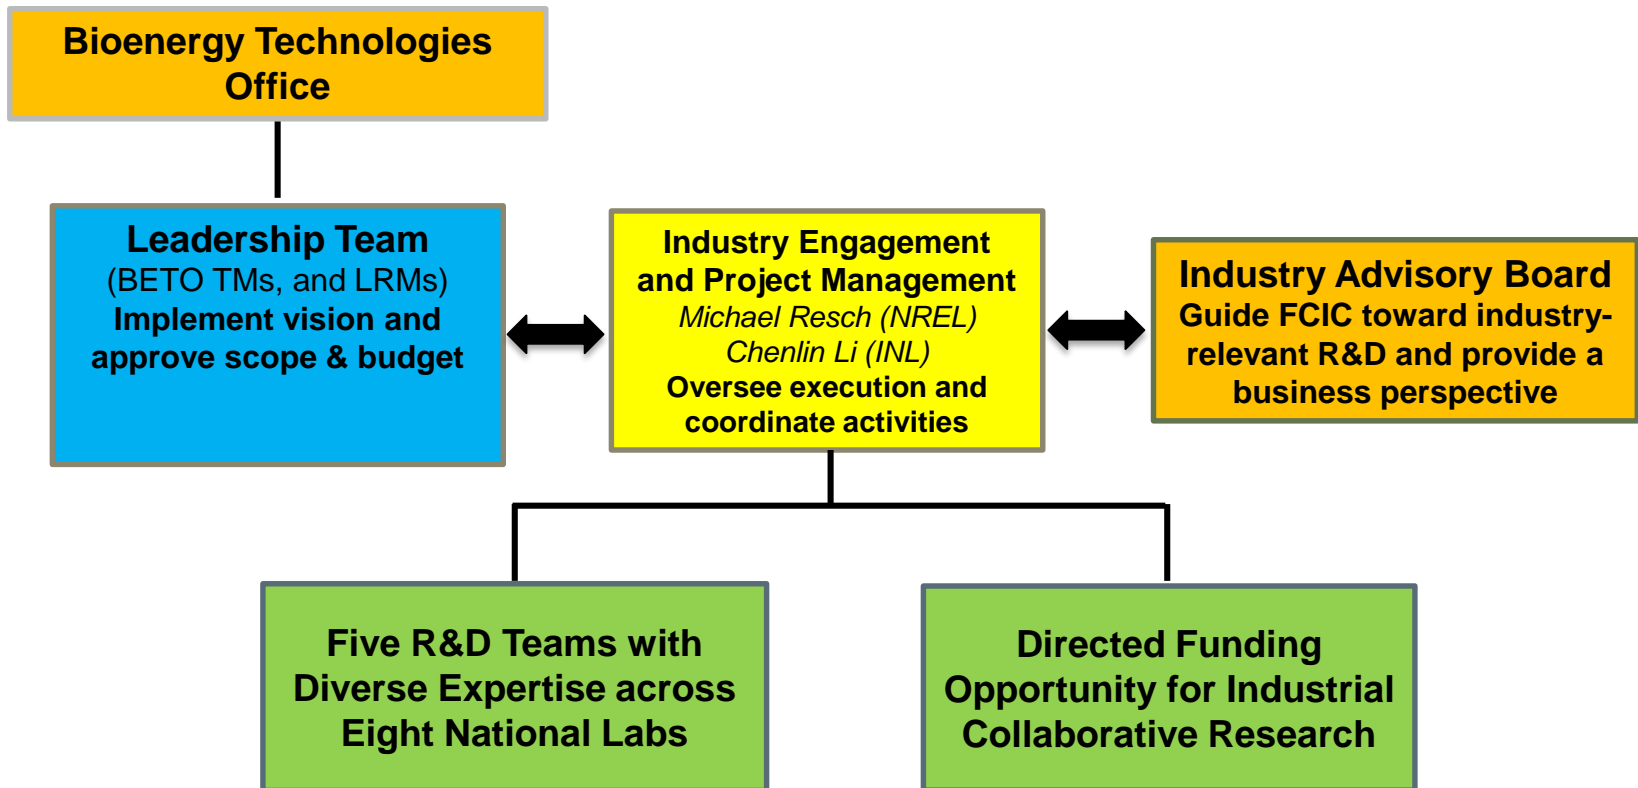 Bioenergy Technologies
Office
Leadership Team
(BETO TMs, and LRMs)
Implement vision and
approve scope & budget
Industry Engagement
and Project Management
Michael Resch (NREL)
Chenlin Li (INL)
Oversee execution and
coordinate activities
Industry Advisory Board
Guide FCIC toward industry-
relevant R&D and provide a
business perspective
Five R&D Teams with
Diverse Expertise across
Eight National Labs
Directed Funding
Opportunity for Industrial
Collaborative Research